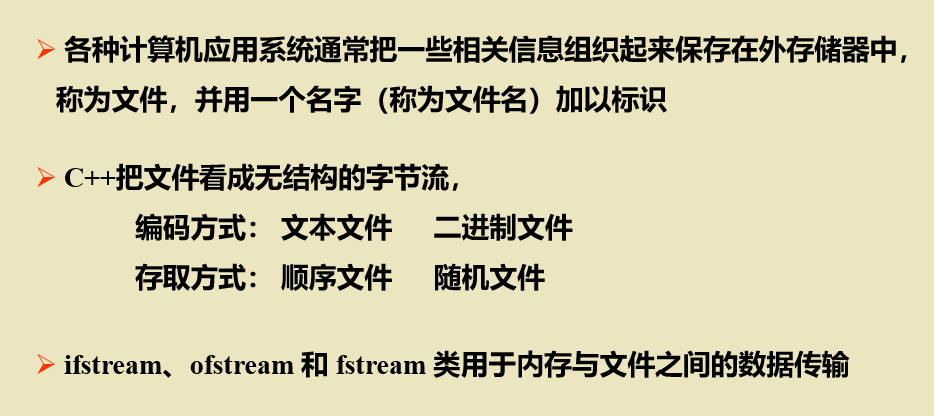 各种计算机应用系统通常把一些相关信息组织起来保存在外存储器中，
称为文件，并用一个名字（称为文件名）加以标识
C++把文件看成无结构的字节流，
编码方式： 文本文件 二进制文件
存取方式： 顺序文件 随机文件
ifstream、ofstream 和 fstream 类用于内存与文件之间的数据传输